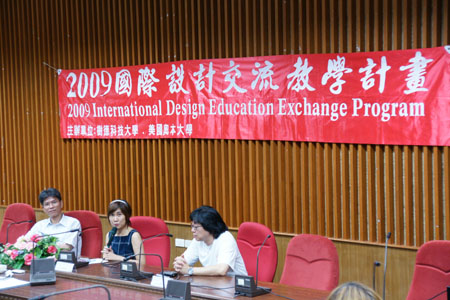 2009國際設計交流教學計畫
2009 International Design Education Exchange Program
主辦單位:樹德科技大學．美國奧本大學